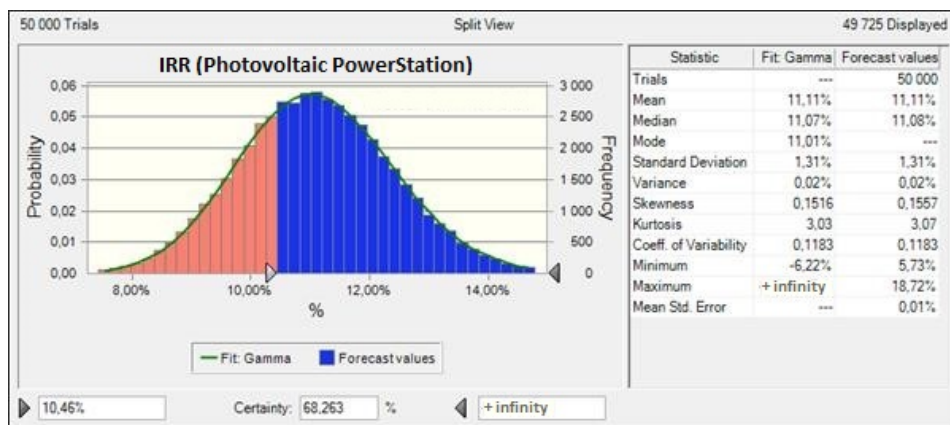 50 000 Trials Split View 49 725 Displayed
IRR (Photovoltaic PowerStation)
0,06
0,05
0,04
0,03
0,02
0,01
0,00
Probability
3 000
2 500
2 000
1 500
1 000
500
0
Frequency
8,00% 10,00% 12,00% 14,00%
%
Fit: Gamma Forecast values
Statistic Fit: Gamma Forecast values
Trials --- 50 000
Mean 11,11% 11,11%
Median 11,07% 11,08%
Mode 11,01% ---
Standard Deviation 1,31% 1,31%
Variance 0,02% 0,02%
Skewness 0,1516 0,1557
Kurtosis 3,03 3,07
Coeff. of Variability 0,1183 0,1183
Minimum -6,22% 5,73%
Maximum + infinity 18,72%
Mean Std. Error --- 0,01%
10,46% Certainty: 68,263 % + infinity